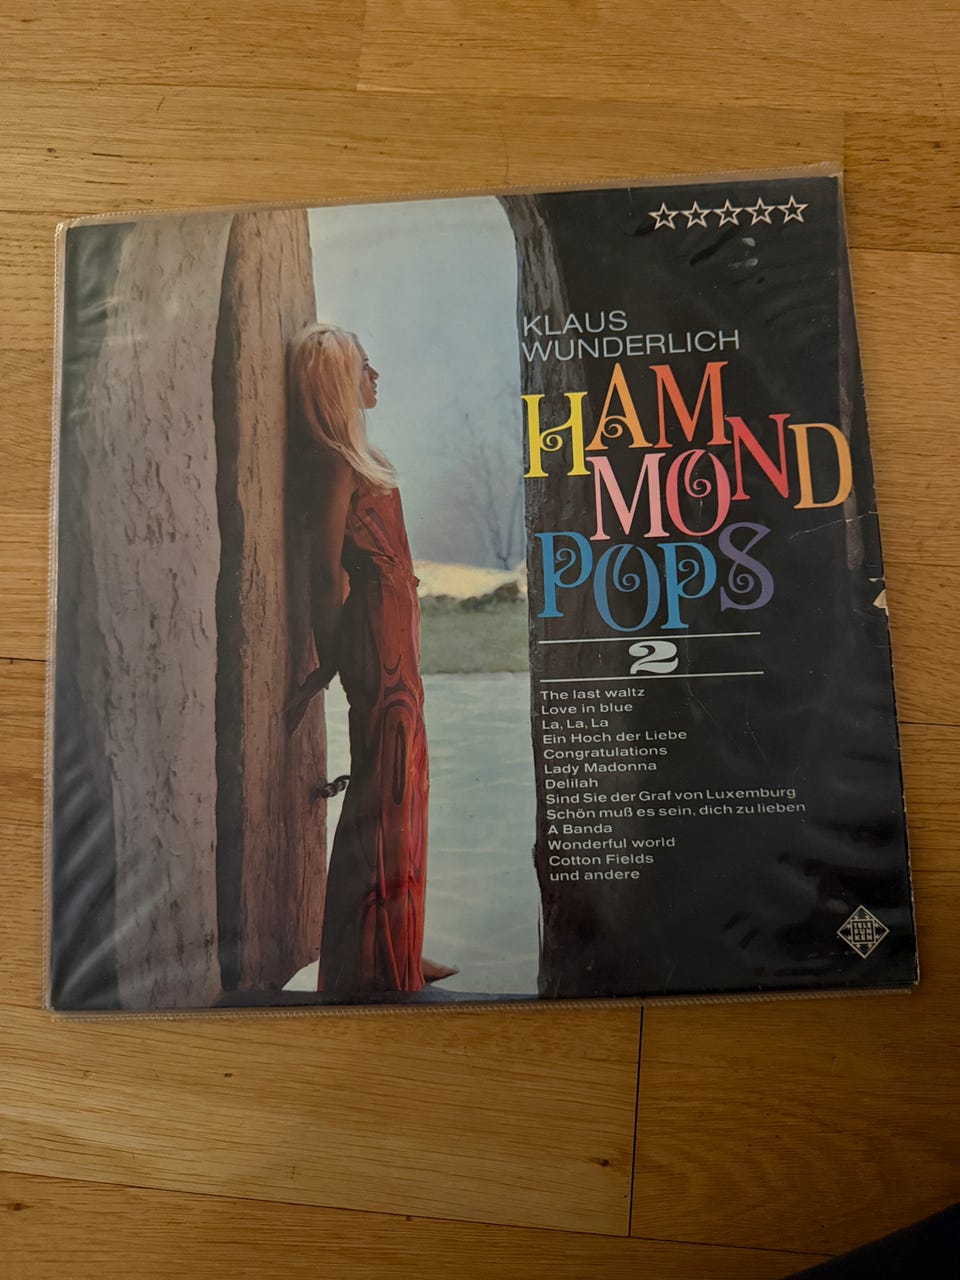 KLAUS
WUNDERLICH
HAM
MOND
POPS
2
The last waltz
Love in blue
La, La, La
Ein Hoch der Liebe
Congratulations
Lady Madonna
Delilah
Sind Sie der Graf von Luxemburg
Schön muß es sein, dich zu lieben
A Banda
Wonderful world
Cotton Fields
und andere
TELE
FUN
KEN